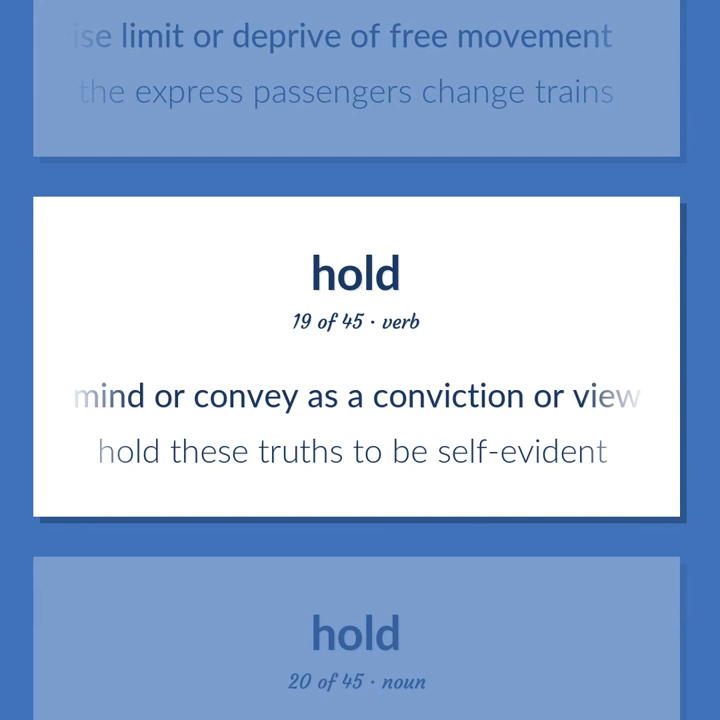 ise limit or deprive of free movement
the express passengers change trains
hold
19 of 45 · verb
mind or convey as a conviction or view
hold these truths to be self-evident
hold
20 of 45 · noun